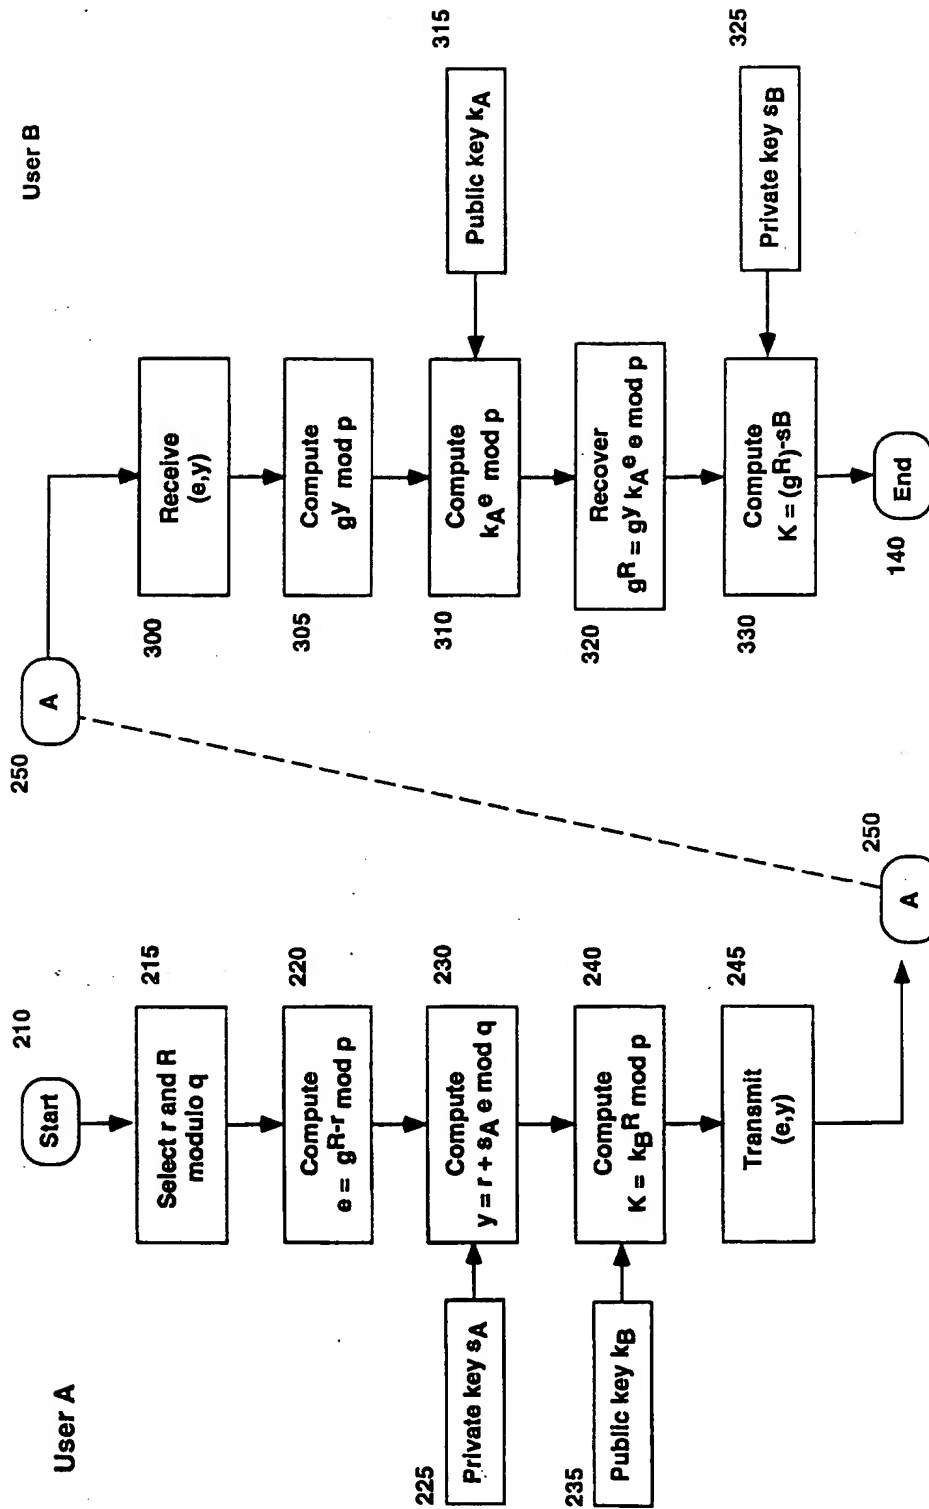 User A
210
Start
215
Select r and R
modulo q
220
Compute
e = g^R-r mod p
225
Private key s_A
230
Compute
y = r + s_A e mod q
235
Public key k_B
240
Compute
K = k_B^R mod p
245
Transmit
(e,y)
250
A
User B
250
A
300
Receive
(e,y)
305
Compute
g^y mod p
310
Compute
k_A^e mod p
315
Public key k_A
320
Recover
g^R = g^y k_A^e e mod p
325
Private key s_B
330
Compute
K = (g^R)^-sB
140
End